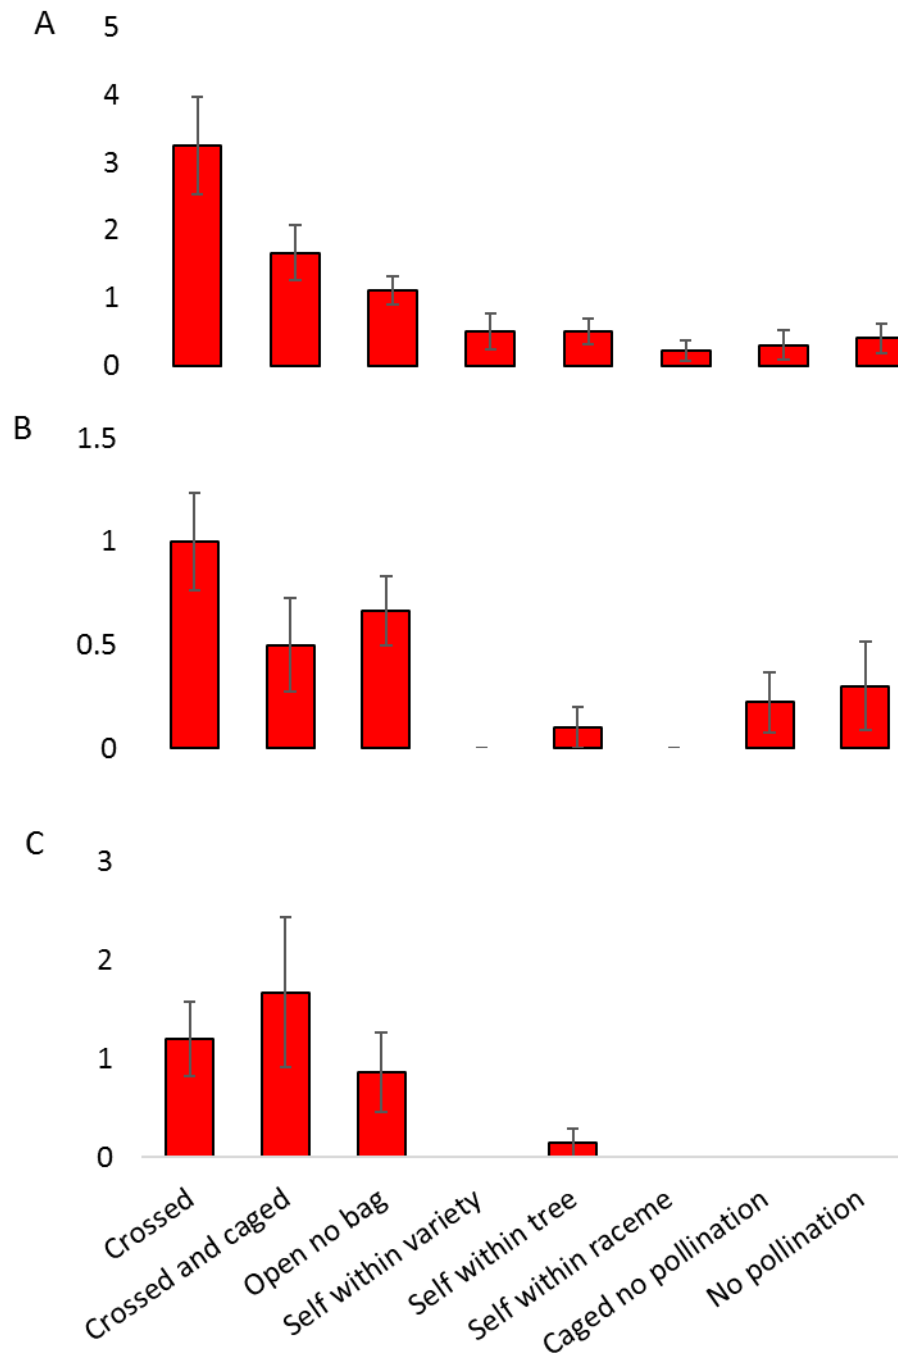 A
5
4
3
2
1
0
B
1.5
1
0.5
0
C
3
2
1
0
Crossed
Crossed and caged
Open no bag
Self within variety
Self within tree
Self within raceme
Caged no pollination
No pollination